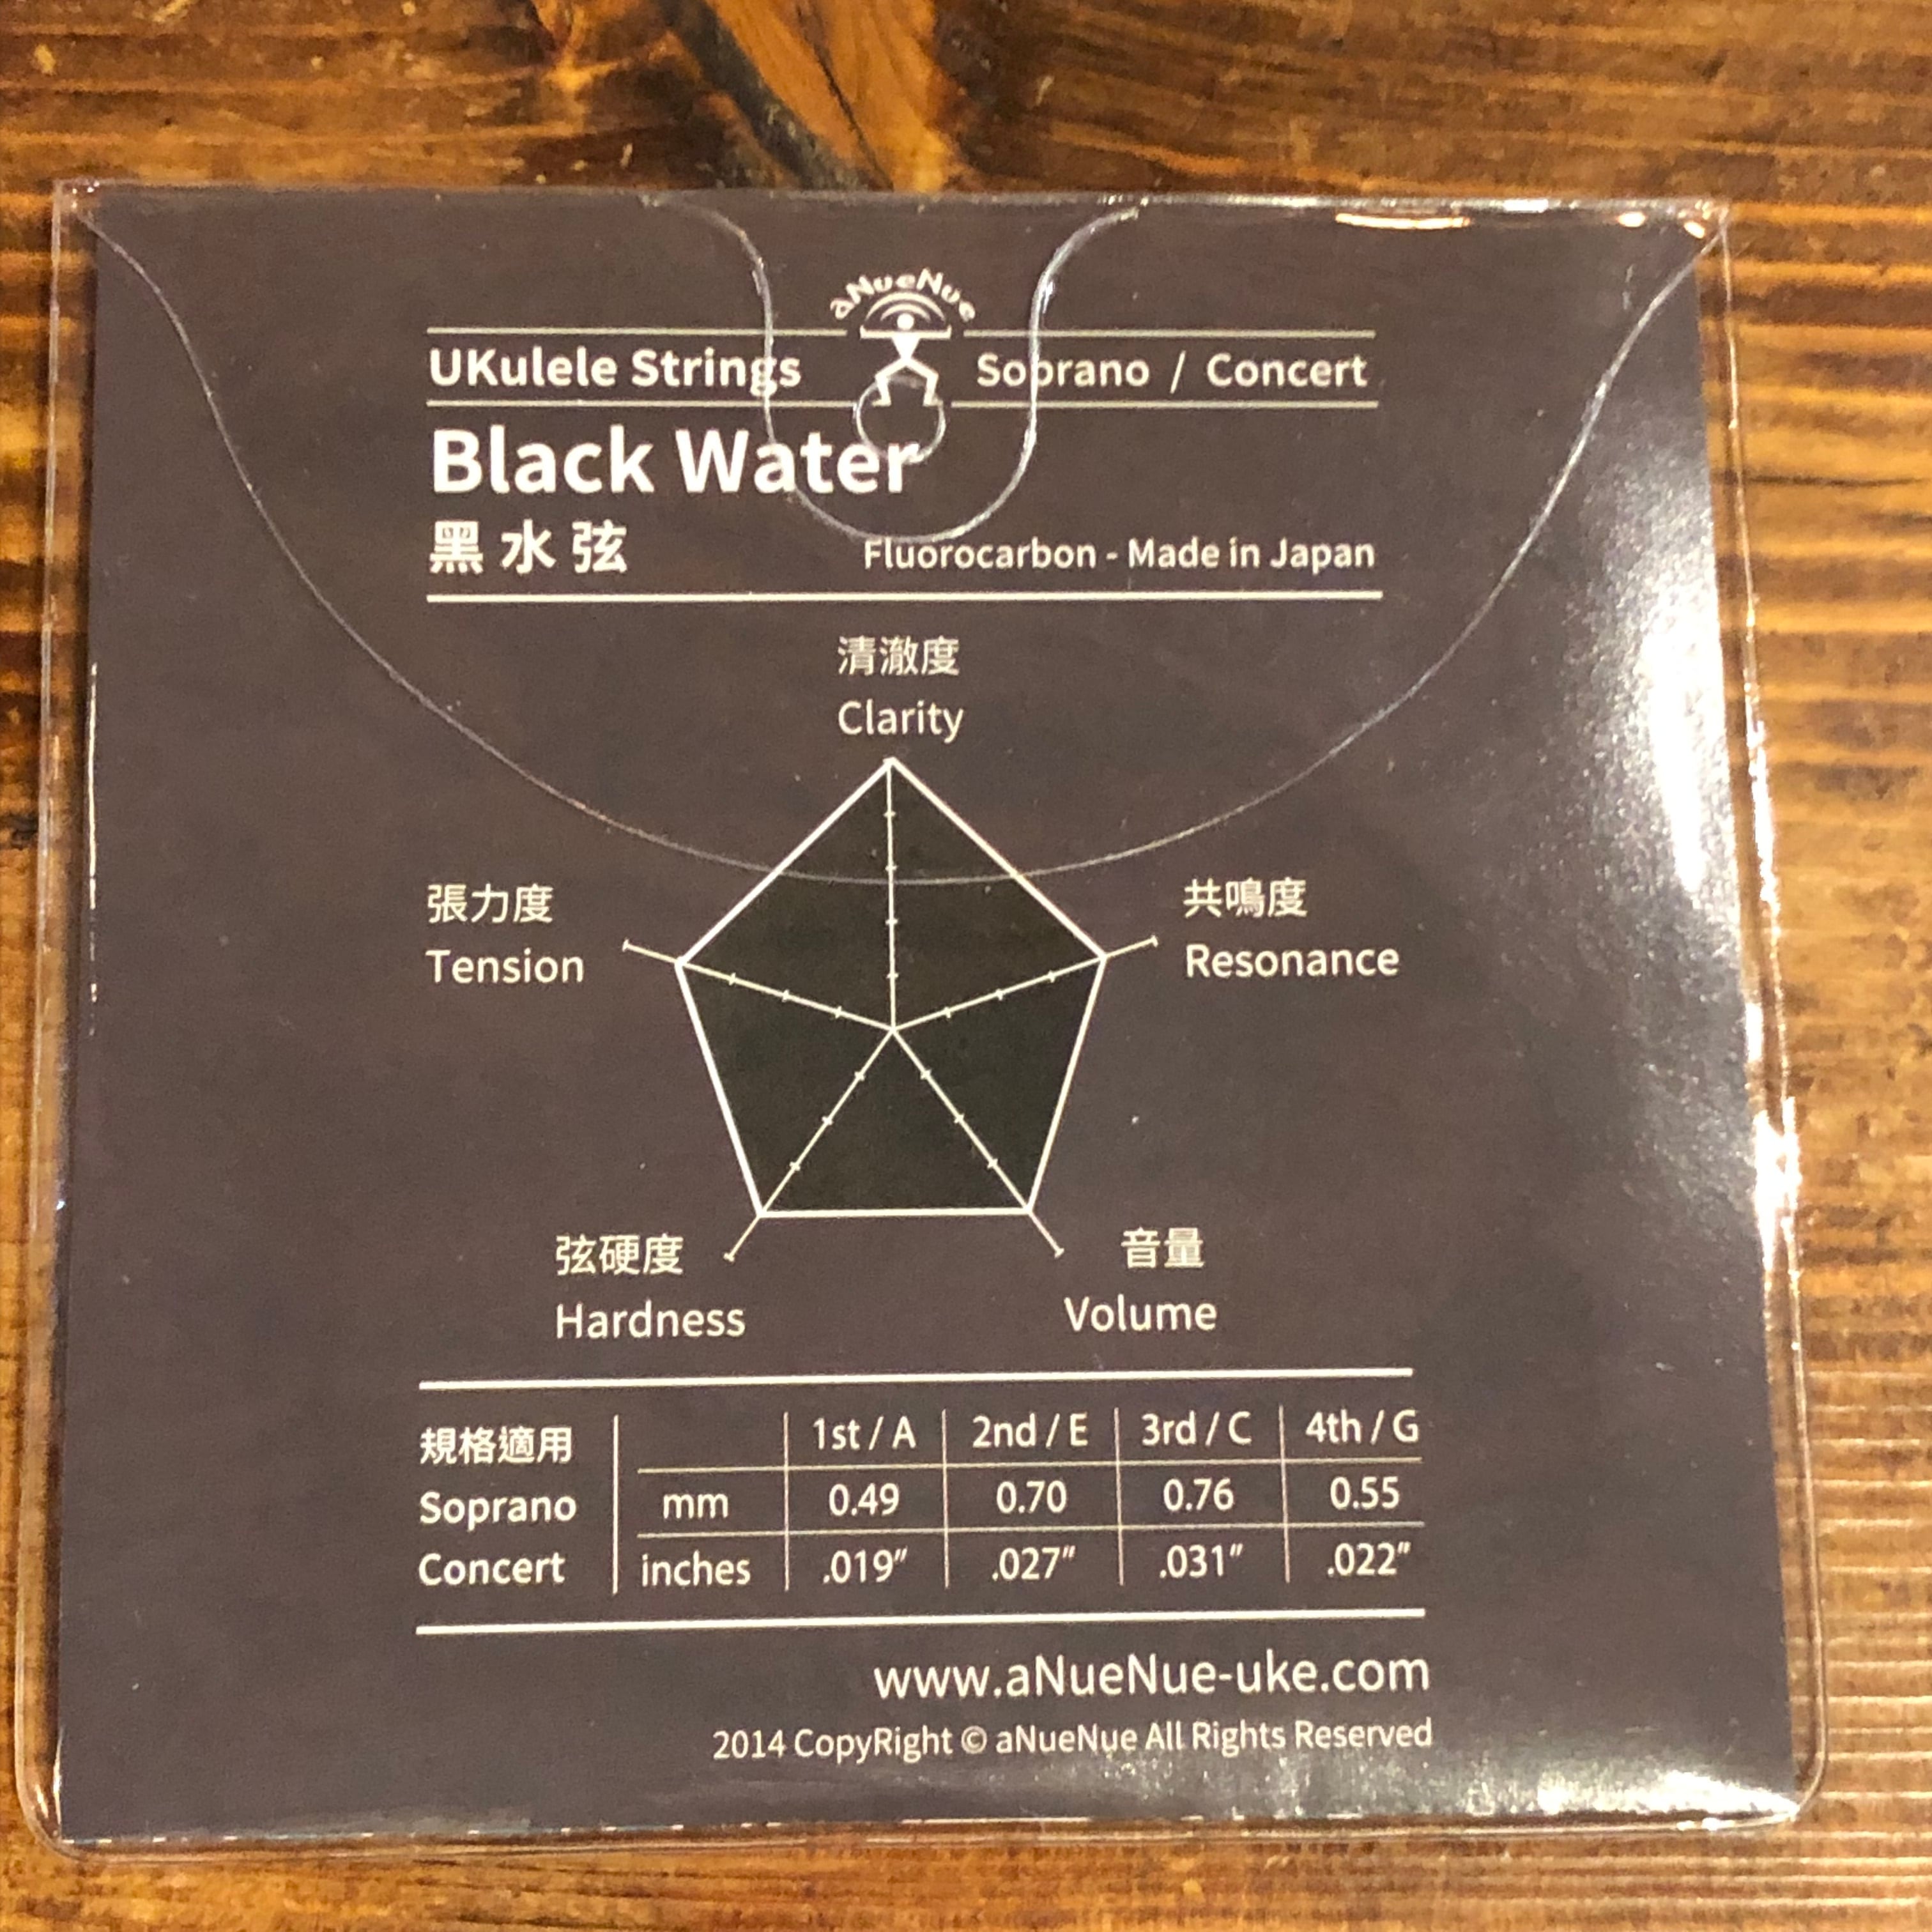 aNueNue
UKulele Strings Soprano / Concert
Black Water
黑水弦 Fluorocarbon - Made in Japan
清澈度
Clarity
張力度 共鳴度
Tension Resonance
弦硬度 音量
Hardness Volume
規格適用 1st / A 2nd / E 3rd / C 4th / G
Soprano mm 0.49 0.70 0.76 0.55
Concert inches .019" .027" .031" .022"
www.aNueNue-uke.com
2014 CopyRight © aNueNue All Rights Reserved